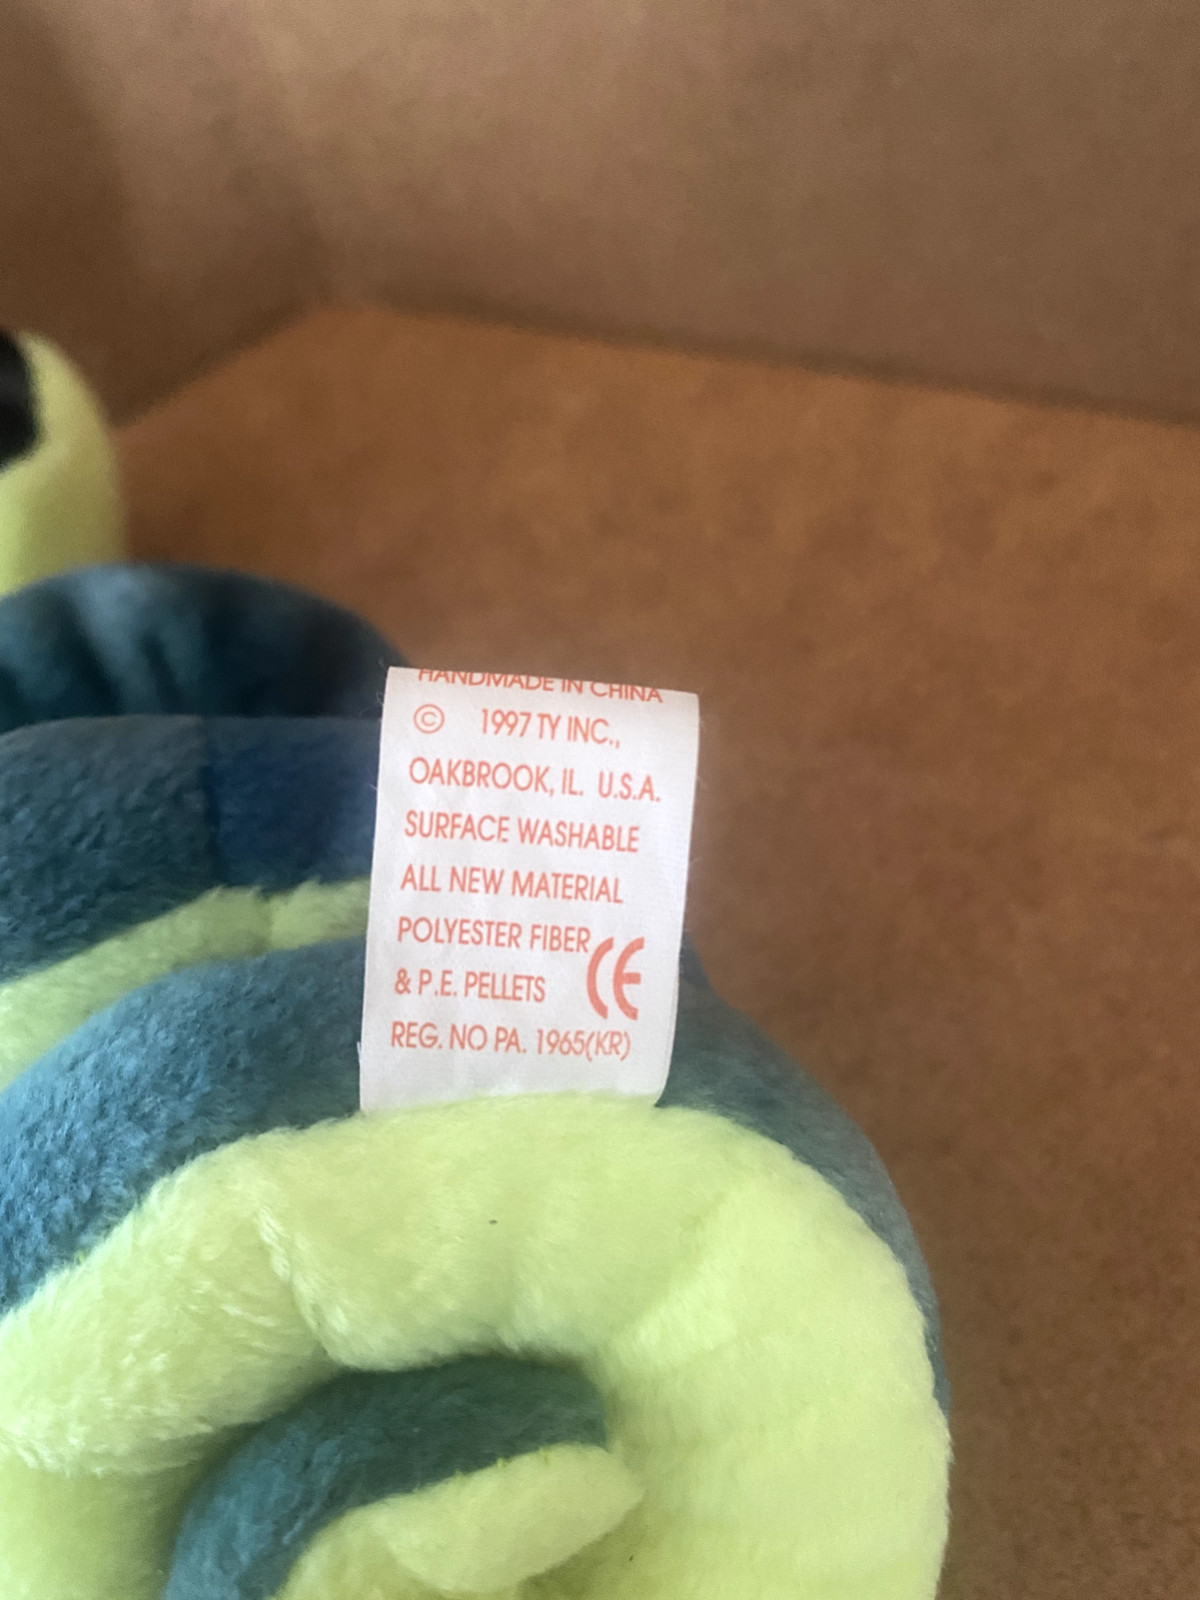 HANDMADE IN CHINA
© 1997 TY INC.,
OAKBROOK, IL. U.S.A.
SURFACE WASHABLE
ALL NEW MATERIAL
POLYESTER FIBER
& P.E. PELLETS CE
REG. NO PA. 1965(KR)